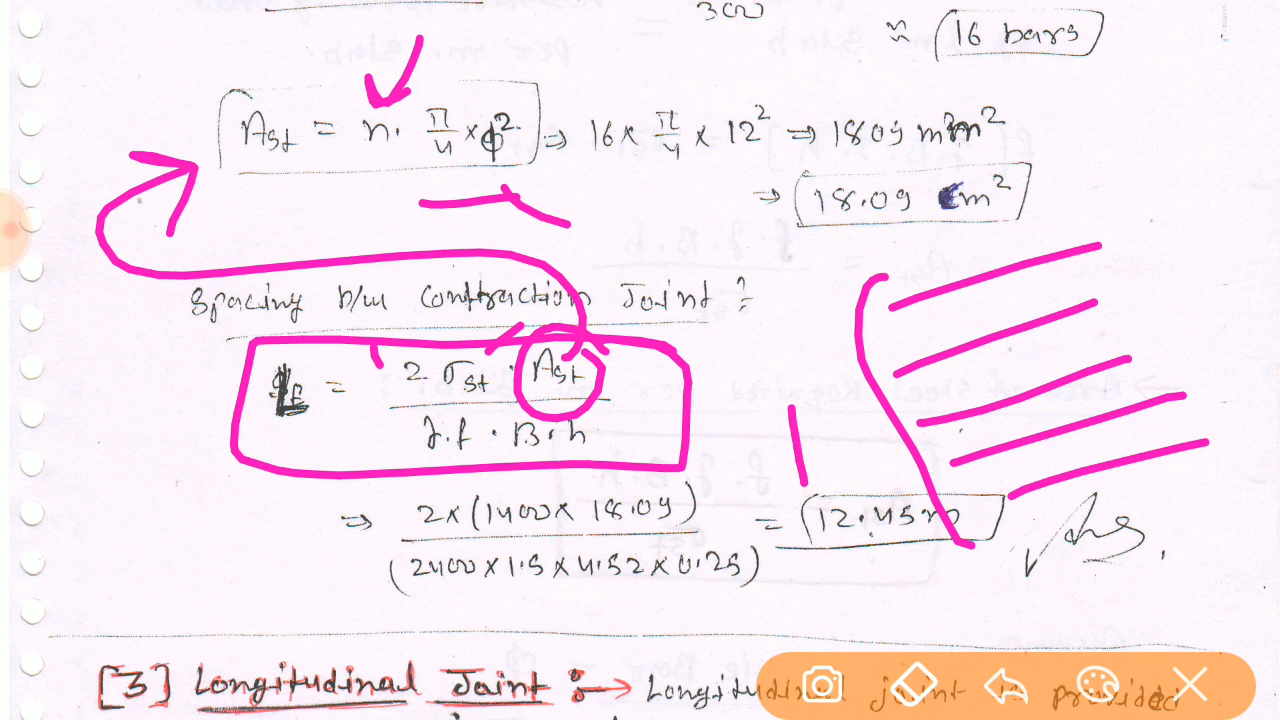 300
≈ 16 bars
Ast = n. π/4 × ϕ² ⇒ 16 × π/4 × 12² ⇒ 1809 mm²
⇒ 18.09 cm²
Spacing b/w Contraction Joint ?
L = 2. σst . Ast / γ.f . B.h
⇒ 2×(1400× 18.09) / (2400×1.5×4.52×0.25) = 12.45m Ans.
[3] Longitudinal Joint :→ Longitudinal joint is provided